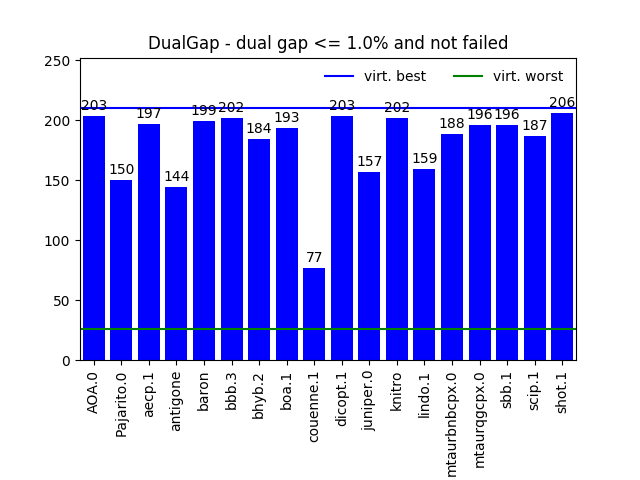 DualGap - dual gap <= 1.0% and not failed
250
200
150
100
50
0
virt. best
virt. worst
203
150
197
144
199
202
184
193
77
203
157
202
159
188
196
196
187
206
AOA.0
Pajarito.0
aecp.1
antigone
baron
bbb.3
bhyb.2
boa.1
couenne.1
dicopt.1
juniper.0
knitro
lindo.1
mtaurbnbcpx.0
mtaurqgcpx.0
sbb.1
scip.1
shot.1